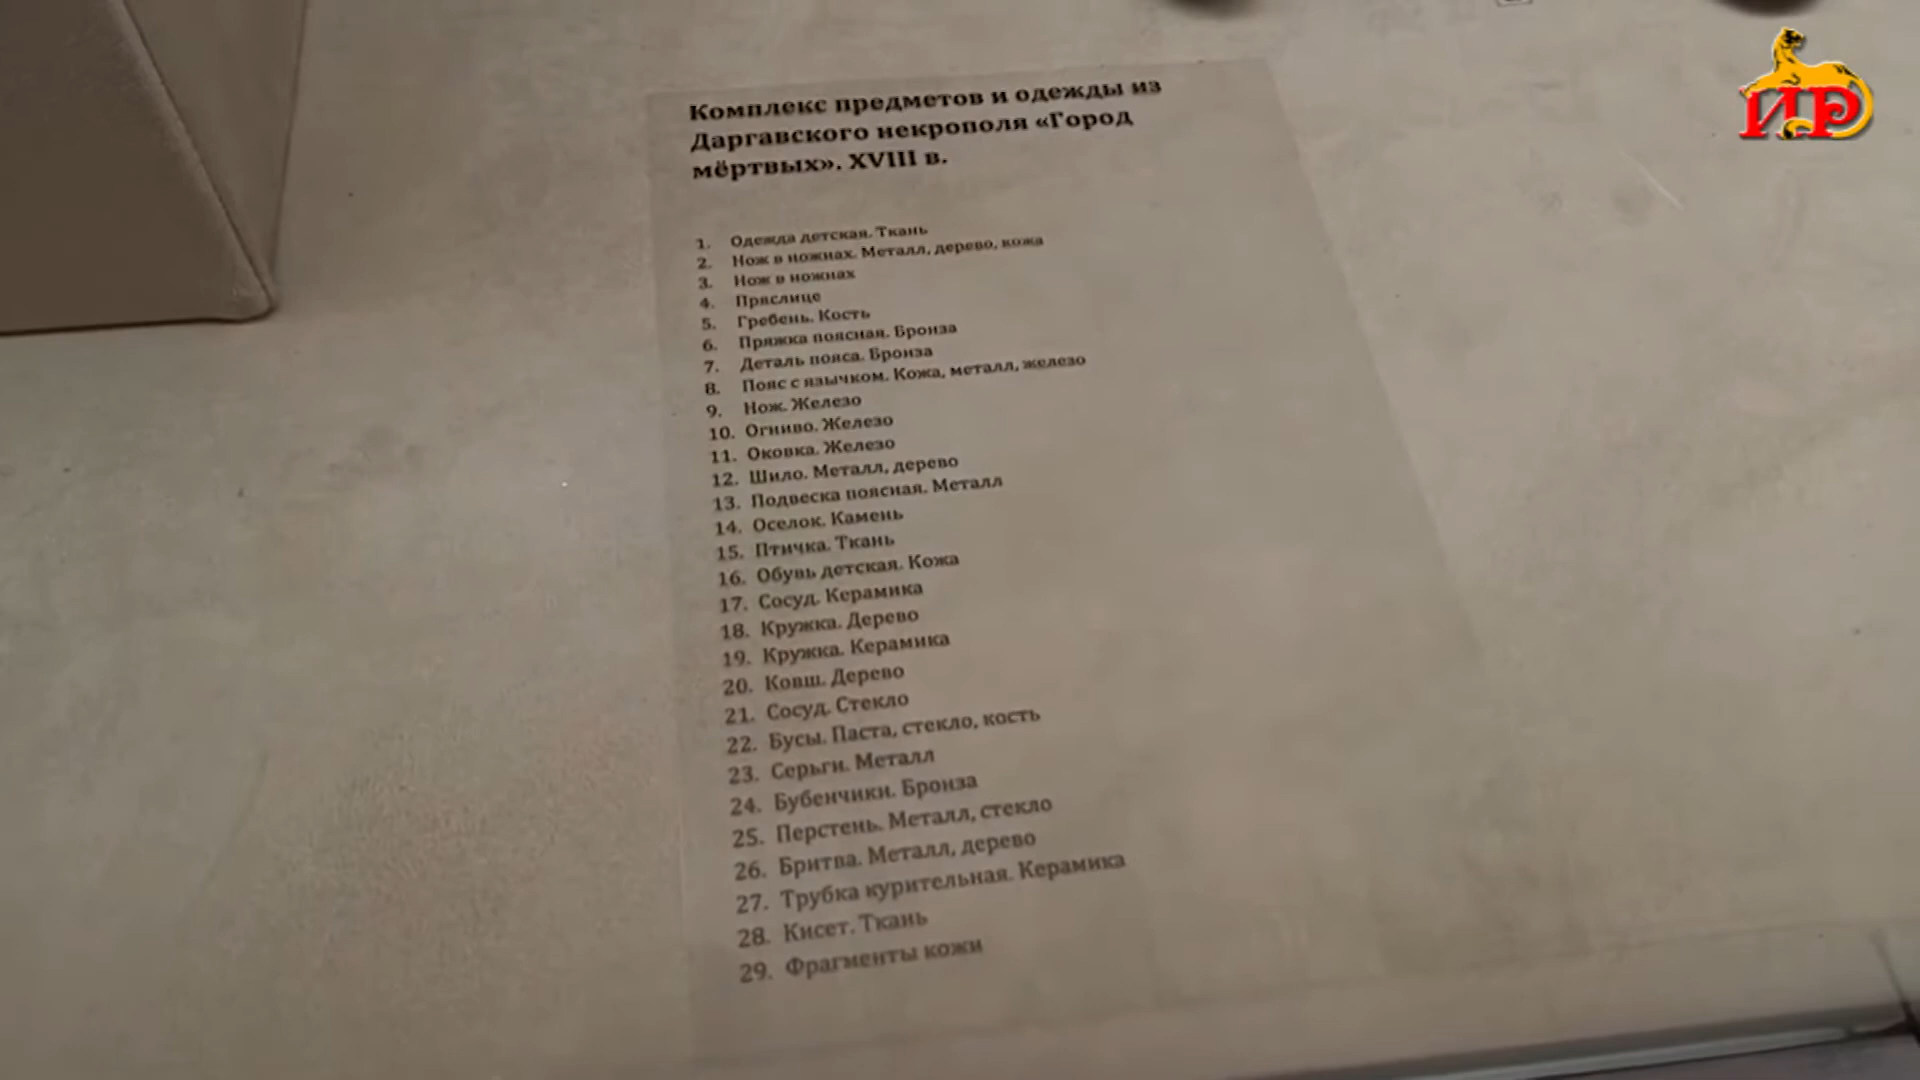 Комплекс предметов и одежды из
Даргавского некрополя «Город
мёртвых». XVIII в.
1. Одежда детская. Ткань
2. Нож в ножнах. Металл, дерево, кожа
3. Нож в ножнах
4. Пряслице
5. Гребень. Кость
6. Пряжка поясная. Бронза
7. Деталь пояса. Бронза
8. Пояс с язычком. Кожа, металл, железо
9. Нож. Железо
10. Огниво. Железо
11. Оковка. Железо
12. Шило. Металл, дерево
13. Подвеска поясная. Металл
14. Оселок. Камень
15. Птичка. Ткань
16. Обувь детская. Кожа
17. Сосуд. Керамика
18. Кружка. Дерево
19. Кружка. Керамика
20. Ковш. Дерево
21. Сосуд. Стекло
22. Бусы. Паста, стекло, кость
23. Серьги. Металл
24. Бубенчики. Бронза
25. Перстень. Металл, стекло
26. Бритва. Металл, дерево
27. Трубка курительная. Керамика
28. Кисет. Ткань
29. Фрагменты кожи
ИР